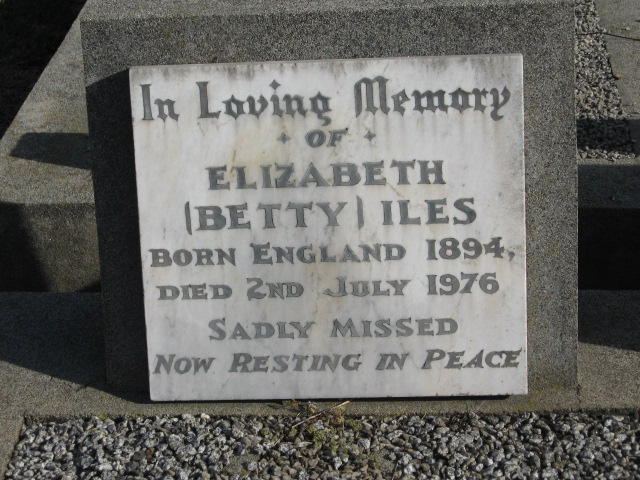 In Loving Memory
OF
ELIZABETH
(BETTY) ILES
BORN ENGLAND 1894,
DIED 2ND JULY 1976
SADLY MISSED
NOW RESTING IN PEACE